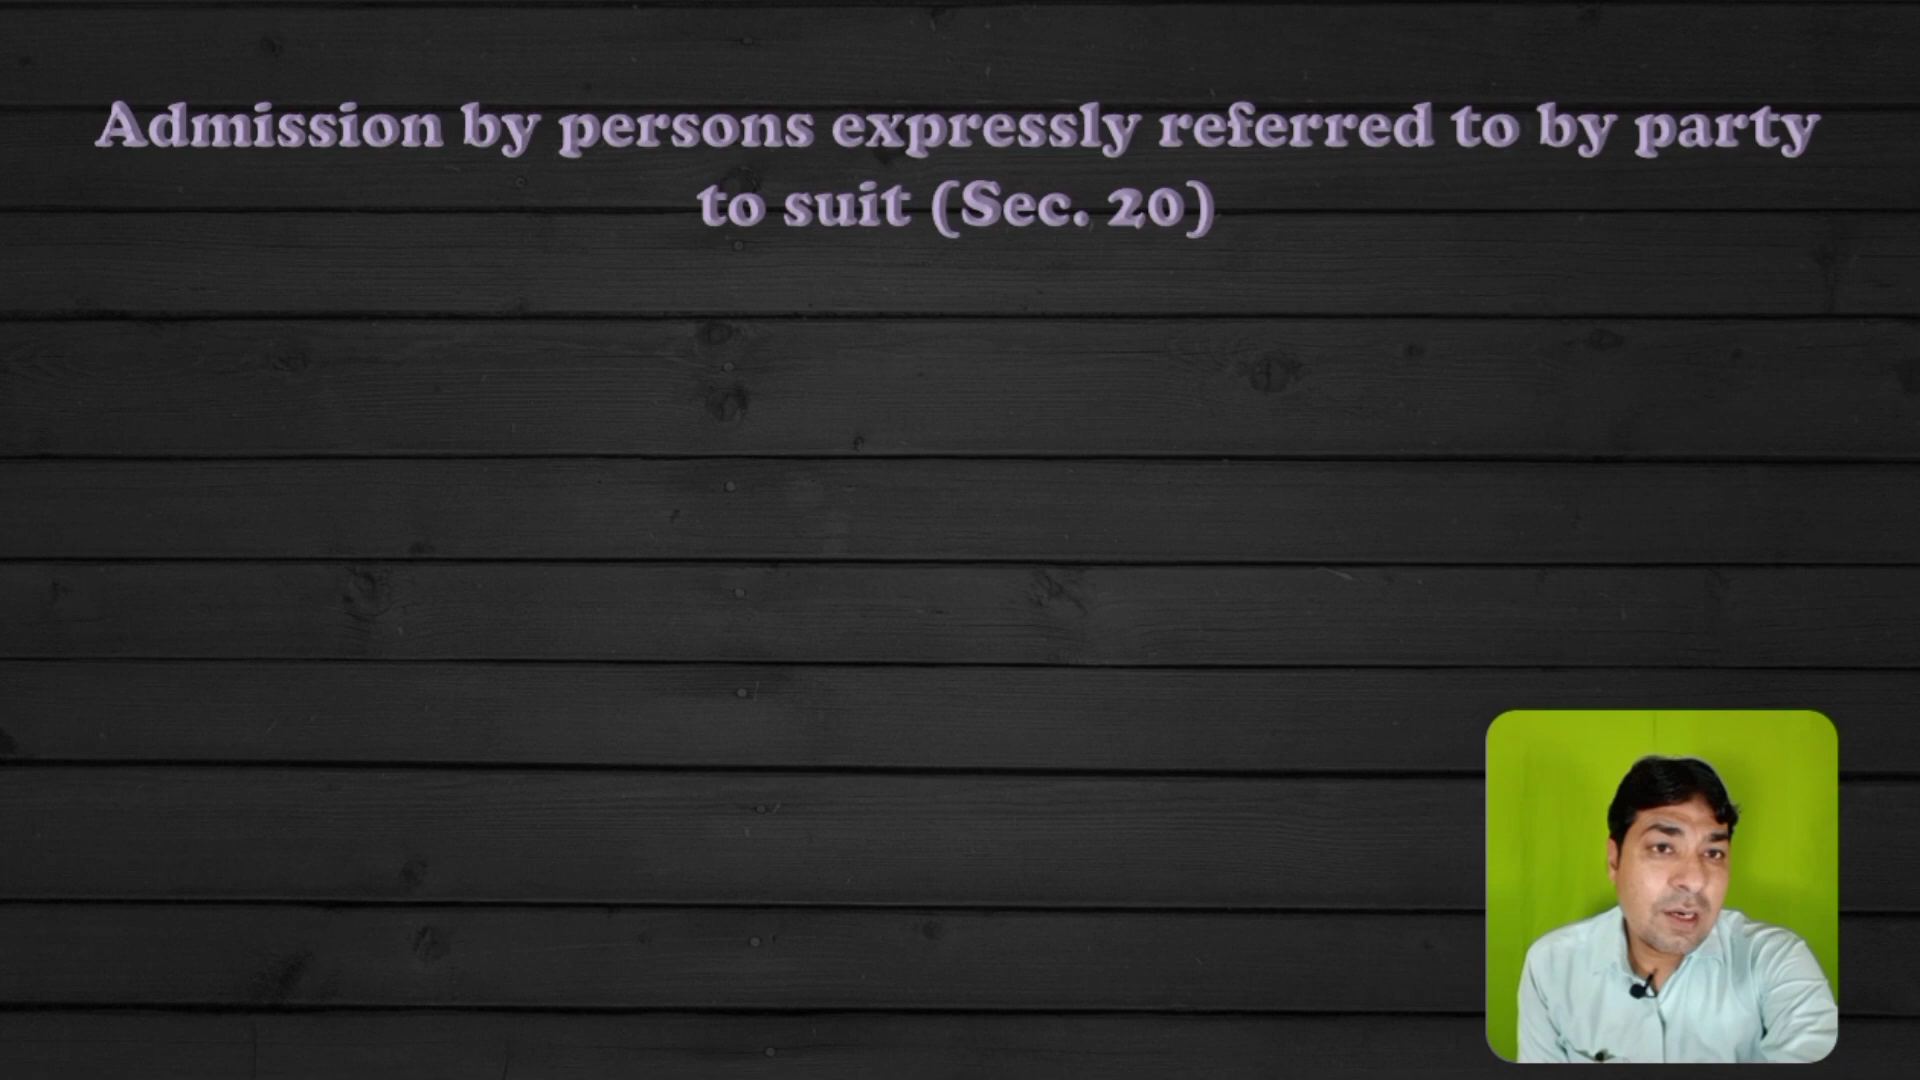 Admission by persons expressly referred to by party
to suit (Sec. 20)